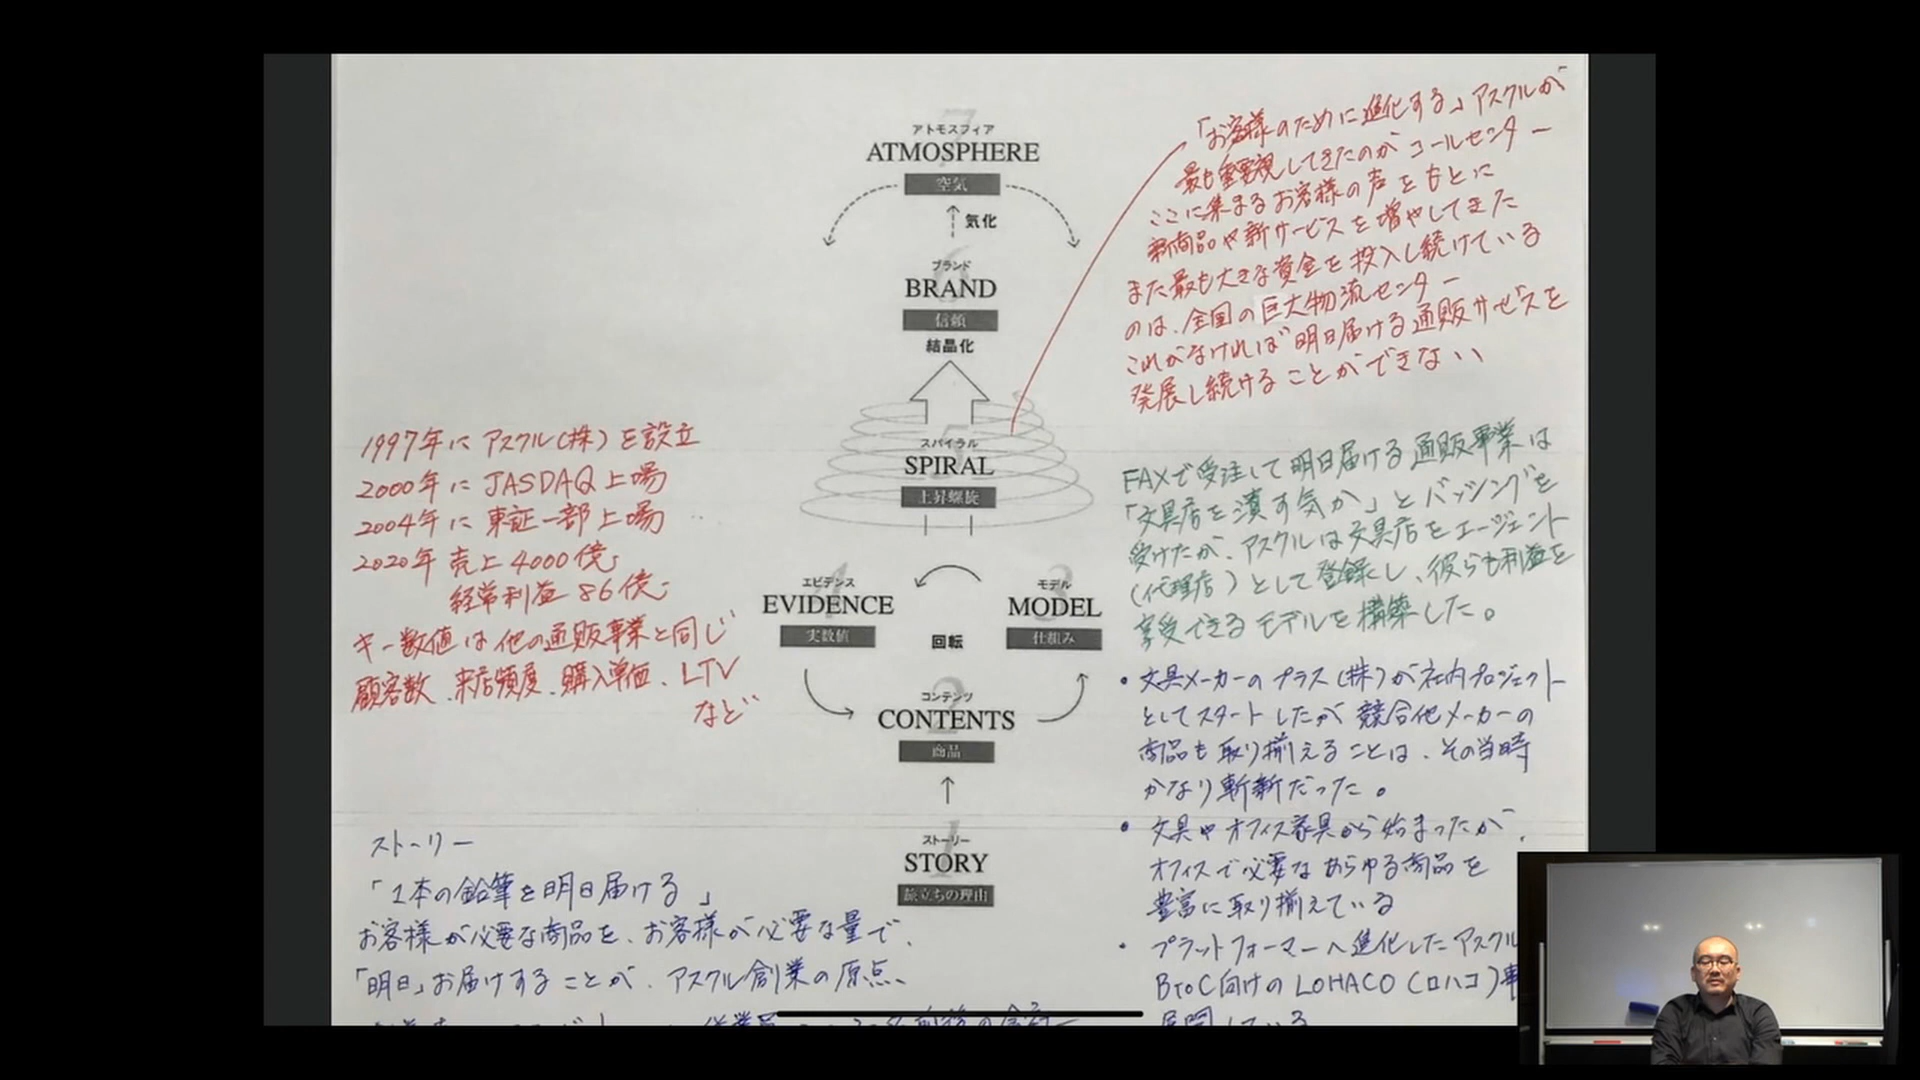 7
アトモスフィア
ATMOSPHERE
空気
気化
6
ブランド
BRAND
信頼
結晶化
5
スパイラル
SPIRAL
上昇螺旋
4
エビデンス
EVIDENCE
実数値
3
モデル
MODEL
仕組み
回転
2
コンテンツ
CONTENTS
商品
1
ストーリー
STORY
旅立ちの理由
「お客様のために進化する」アスクルが
最も重要視してきたのがコールセンター
ここに集まるお客様の声をもとに
新商品や新サービスを増やしてきた
また最も大きな資金を投入し続けている
のは、全国の巨大物流センター
これがなければ明日届ける通販サービスを
発展し続けることができない
1997年にアスクル(株)を設立
2000年にJASDAQ上場
2004年に東証一部上場
2020年売上4000億
経常利益86億
キー数値は他の通販事業と同じ
顧客数、来店頻度、購入単価、LTV
など
FAXで受注して明日届ける通販事業は
「文具店を潰す気か」とバッシングを
受けたが、アスクルは文具店をエージェント
(代理店)として登録し、彼らも利益を
享受できるモデルを構築した。
・文具メーカーのプラス(株)が社内プロジェクト
としてスタートしたが競合他メーカーの
商品も取り揃えることは、その当時
かなり斬新だった。
・文具やオフィス家具から始まったが、
オフィスで必要なあらゆる商品を
豊富に取り揃えている
・プラットフォーマーへ進化したアスクル
BtoC向けのLOHACO(ロハコ)事
展開している
ストーリー
「1本の鉛筆を明日届ける」
お客様が必要な商品を、お客様が必要な量で、
「明日」お届けすることが、アスクル創業の原点、